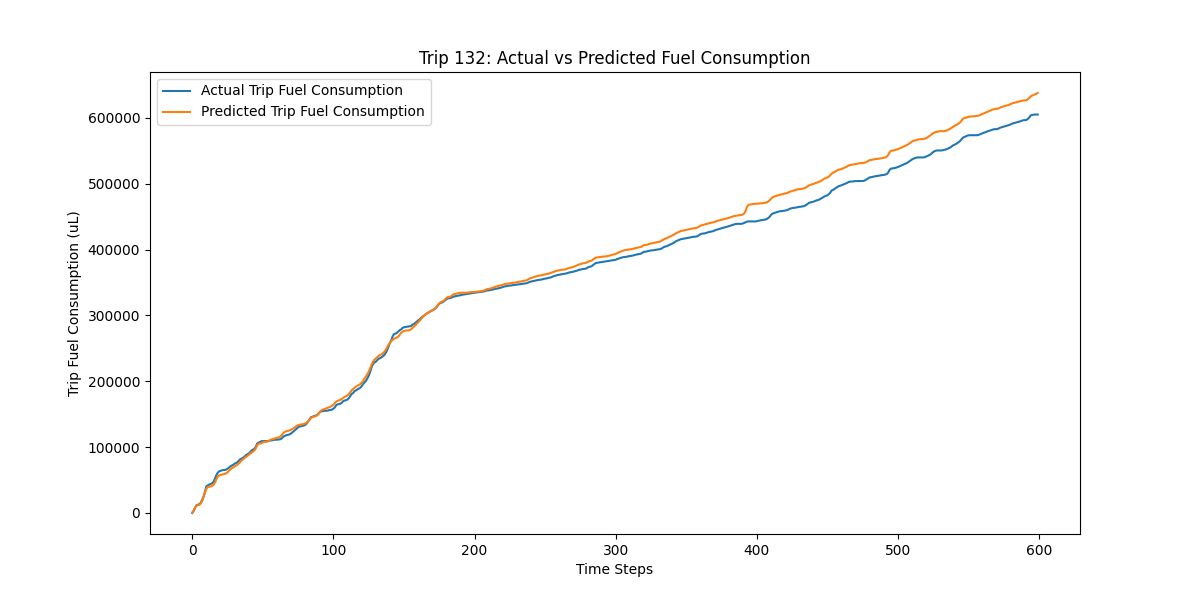 Trip 132: Actual vs Predicted Fuel Consumption
Actual Trip Fuel Consumption
Predicted Trip Fuel Consumption
Trip Fuel Consumption (uL)
600000
500000
400000
300000
200000
100000
0
0 100 200 300 400 500 600
Time Steps